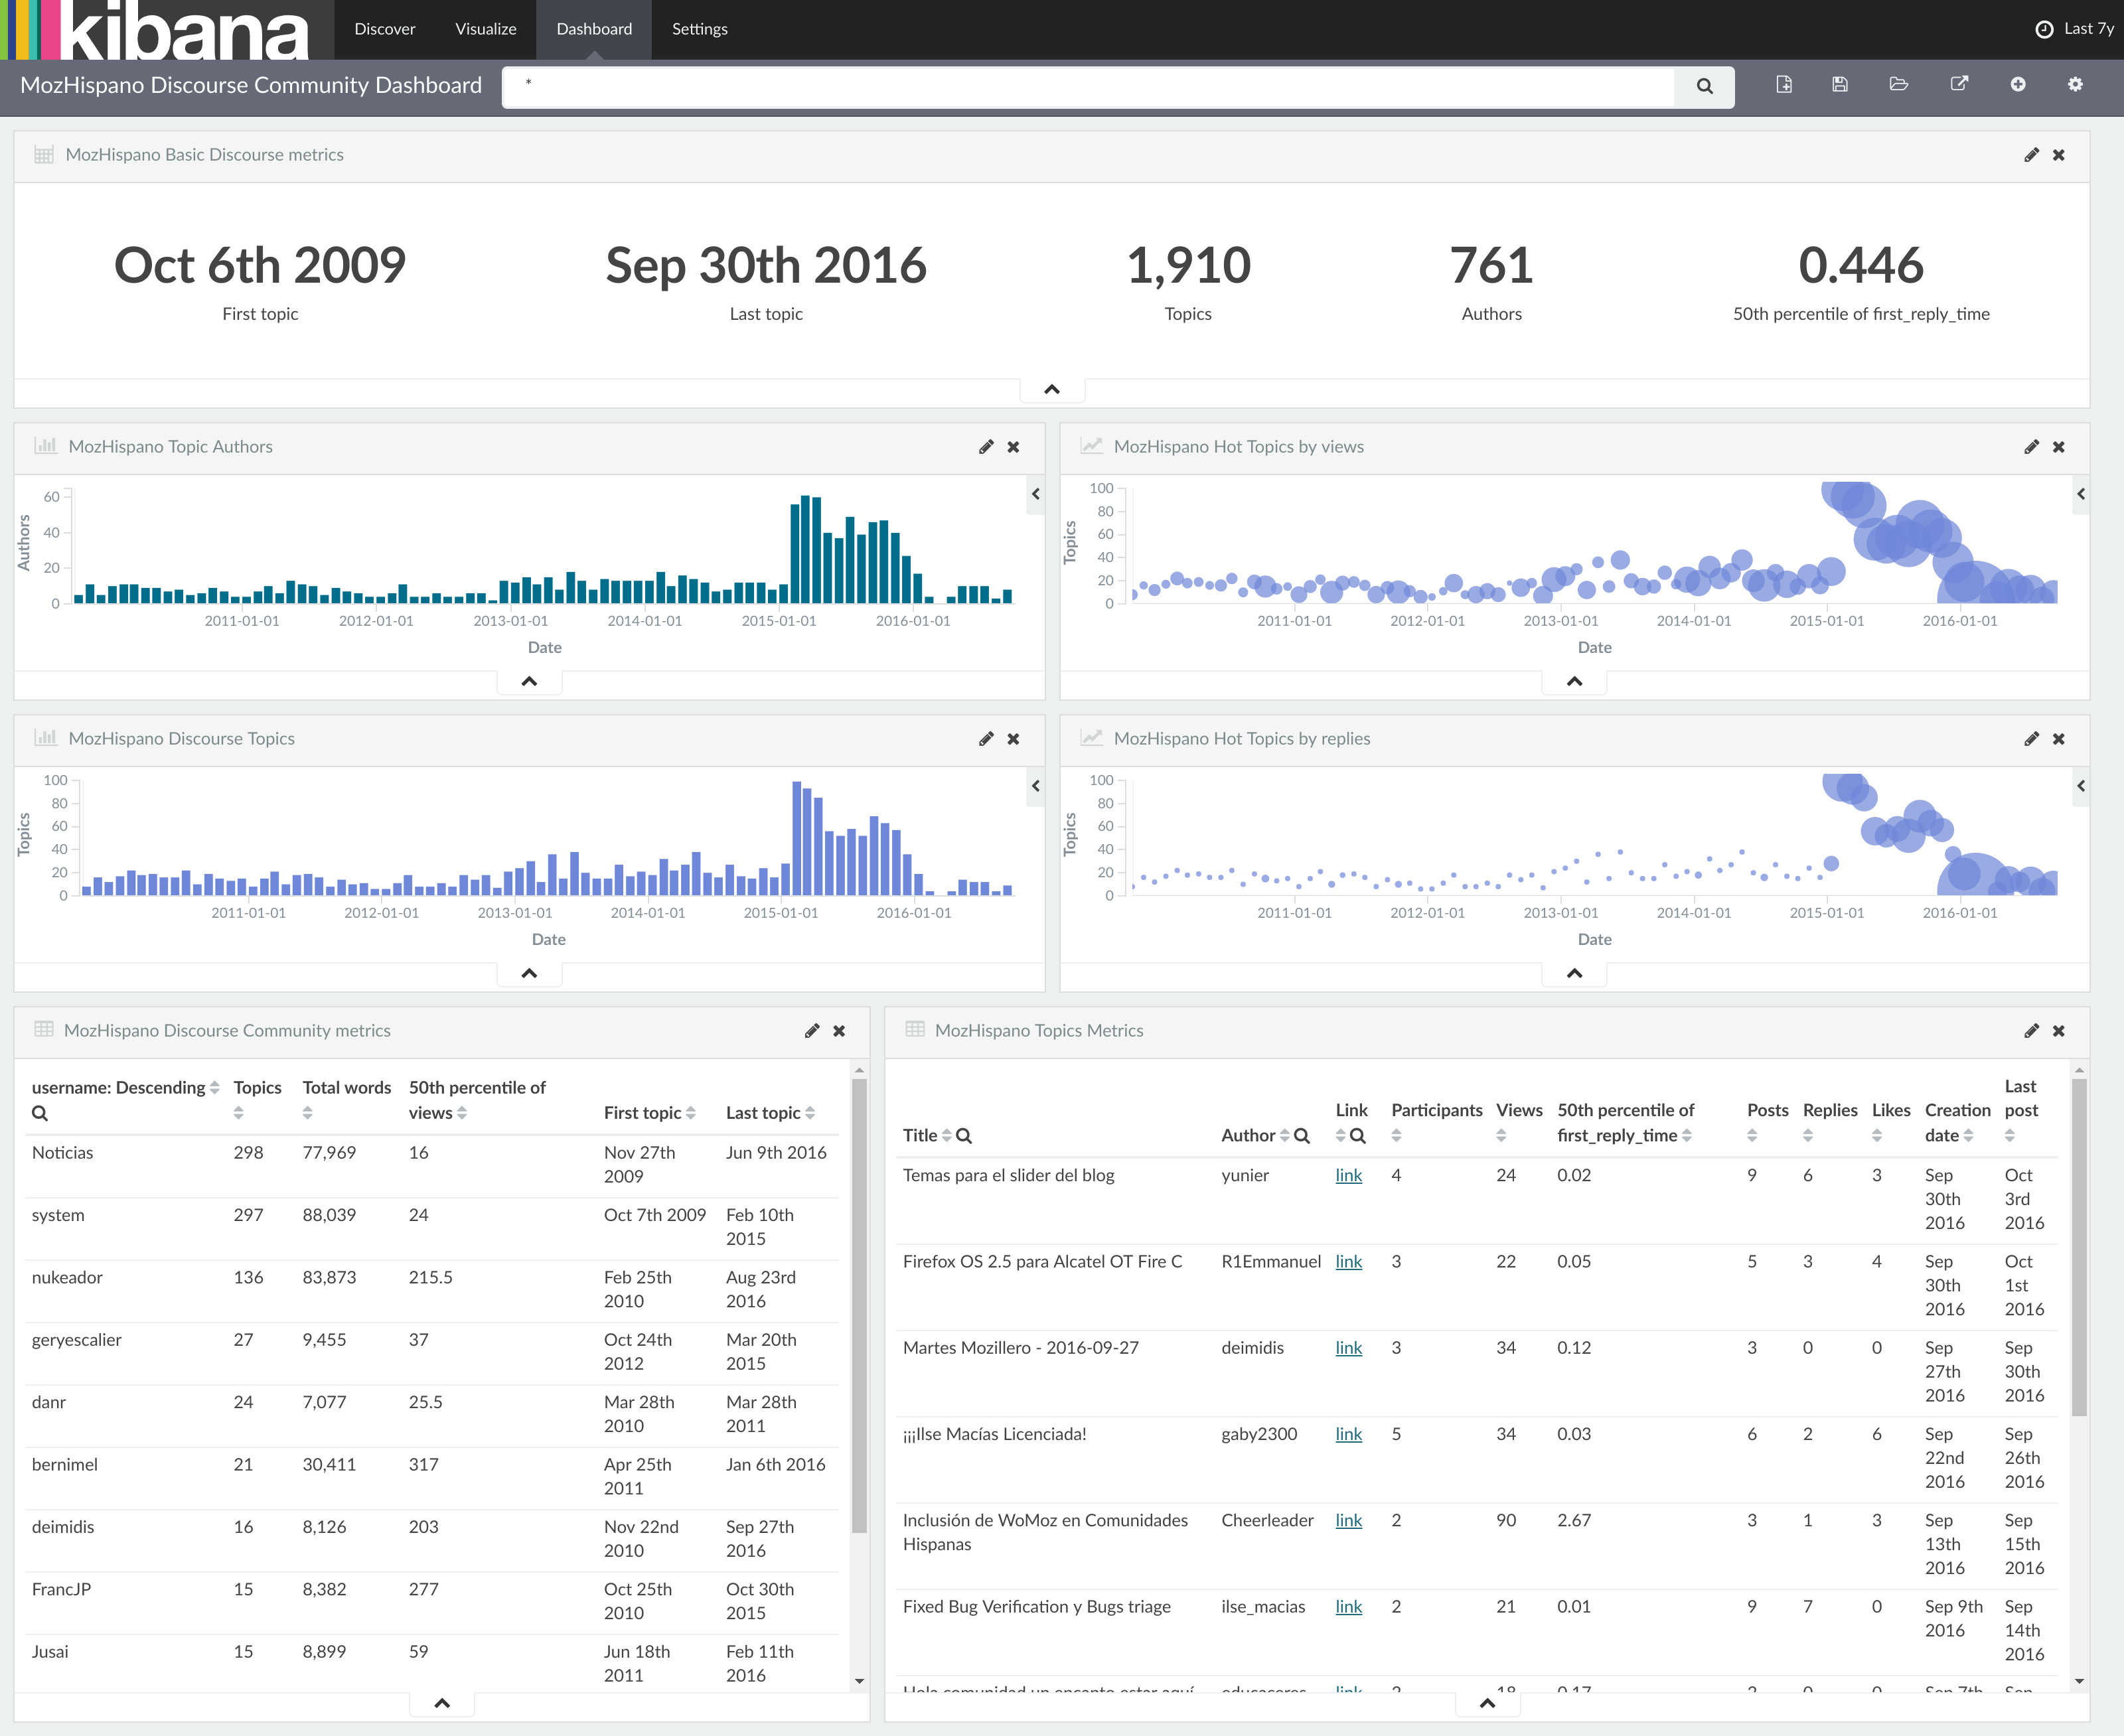 kibana Discover Visualize Dashboard Settings Last 7y
MozHispano Discourse Community Dashboard *
MozHispano Basic Discourse metrics
Oct 6th 2009 Sep 30th 2016 1,910 761 0.446
First topic Last topic Topics Authors 50th percentile of first_reply_time
MozHispano Topic Authors
60
40
20
0
Authors
2011-01-01 2012-01-01 2013-01-01 2014-01-01 2015-01-01 2016-01-01
Date
MozHispano Hot Topics by views
100
80
60
40
20
0
Topics
2011-01-01 2012-01-01 2013-01-01 2014-01-01 2015-01-01 2016-01-01
Date
MozHispano Discourse Topics
100
80
60
40
20
0
Topics
2011-01-01 2012-01-01 2013-01-01 2014-01-01 2015-01-01 2016-01-01
Date
MozHispano Hot Topics by replies
100
80
60
40
20
0
Topics
2011-01-01 2012-01-01 2013-01-01 2014-01-01 2015-01-01 2016-01-01
Date
MozHispano Discourse Community metrics
username: Descending Topics Total words 50th percentile of
views First topic Last topic
Noticias 298 77,969 16 Nov 27th Jun 9th 2016
2009
system 297 88,039 24 Oct 7th 2009 Feb 10th
2015
nukeador 136 83,873 215.5 Feb 25th Aug 23rd
2010 2016
geryescalier 27 9,455 37 Oct 24th Mar 20th
2012 2015
danr 24 7,077 25.5 Mar 28th Mar 28th
2010 2011
bernimel 21 30,411 317 Apr 25th Jan 6th 2016
2011
deimidis 16 8,126 203 Nov 22nd Sep 27th
2010 2016
FrancJP 15 8,382 277 Oct 25th Oct 30th
2010 2015
Jusai 15 8,899 59 Jun 18th Feb 11th
2011 2016
MozHispano Topics Metrics
Last
Link Participants Views 50th percentile of Posts Replies Likes Creation post
Title Author first_reply_time date
Temas para el slider del blog yunier link 4 24 0.02 9 6 3 Sep Oct
30th 3rd
2016 2016
Firefox OS 2.5 para Alcatel OT Fire C R1Emmanuel link 3 22 0.05 5 3 4 Sep Oct
30th 1st
2016 2016
Martes Mozillero - 2016-09-27 deimidis link 3 34 0.12 3 0 0 Sep Sep
27th 30th
2016 2016
¡¡¡Ilse Macías Licenciada! gaby2300 link 5 34 0.03 6 2 6 Sep Sep
22nd 26th
2016 2016
Inclusión de WoMoz en Comunidades Cheerleader link 2 90 2.67 3 1 3 Sep Sep
Hispanas 13th 15th
2016 2016
Fixed Bug Verification y Bugs triage ilse_macias link 2 21 0.01 9 7 0 Sep 9th Sep
2016 14th
2016
Hola comunidad un encanto estar aquí educaceros link 2 18 0.17 2 0 0 Sep 7th Sep